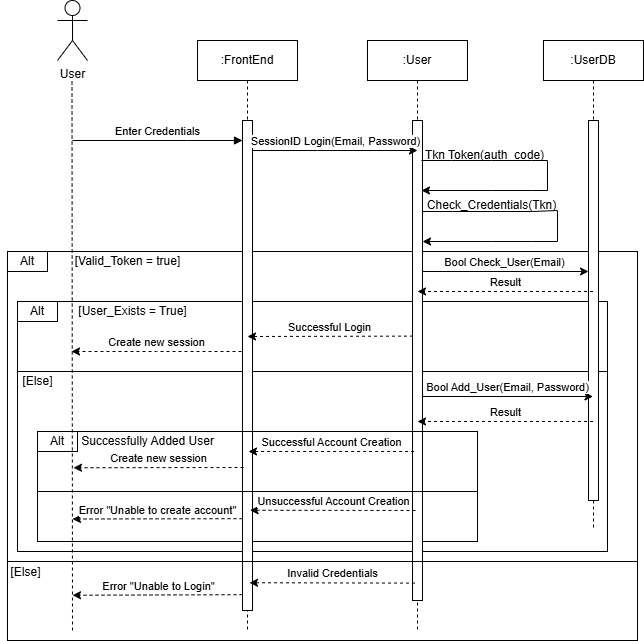 User
:FrontEnd
:User
:UserDB
Enter Credentials
SessionID Login(Email, Password)
Tkn Token(auth_code)
Check_Credentials(Tkn)
Alt
[Valid_Token = true]
Bool Check_User(Email)
Result
Alt
[User_Exists = True]
Successful Login
Create new session
[Else]
Bool Add_User(Email, Password)
Result
Alt
Successfully Added User
Successful Account Creation
Create new session
Unsuccessful Account Creation
Error "Unable to create account"
[Else]
Invalid Credentials
Error "Unable to Login"